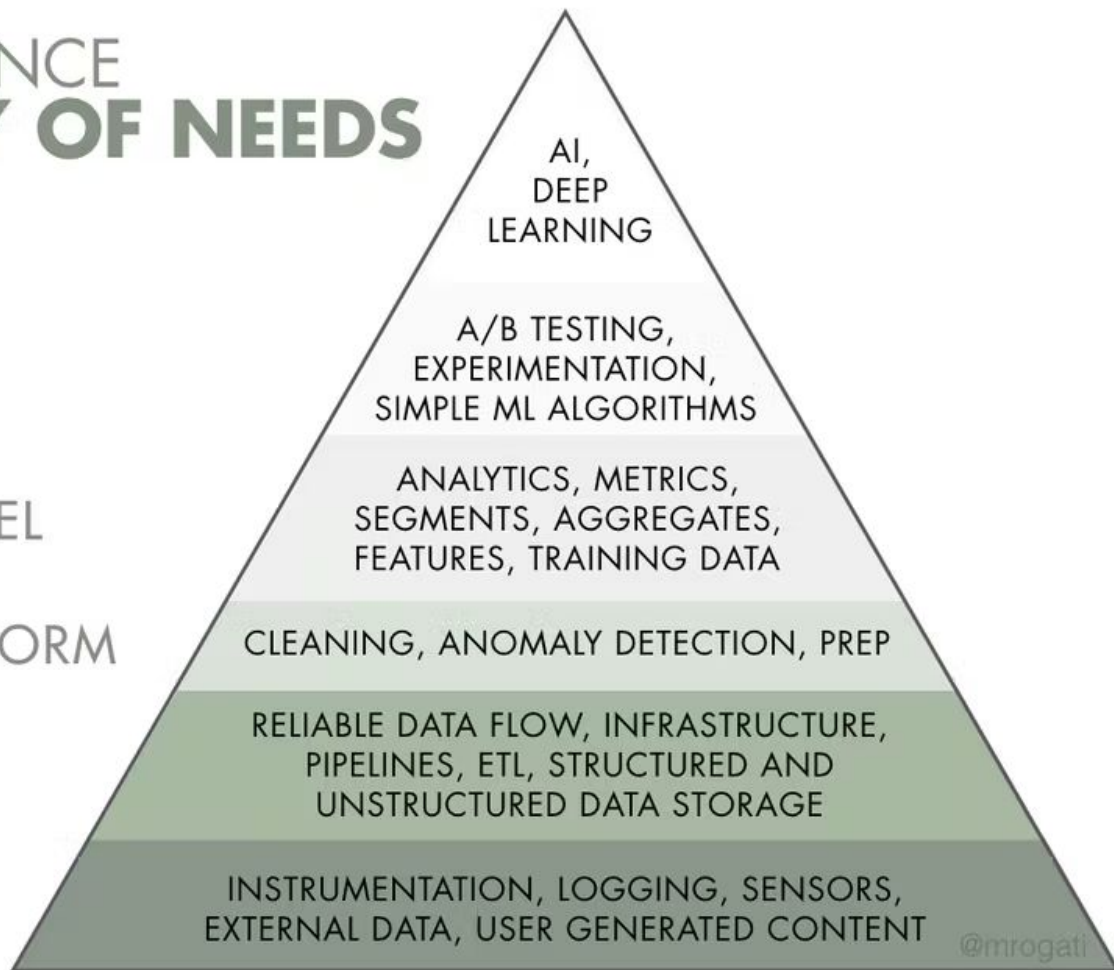 NCE
Y OF NEEDS
AI,
DEEP
LEARNING
A/B TESTING,
EXPERIMENTATION,
SIMPLE ML ALGORITHMS
EL
ANALYTICS, METRICS,
SEGMENTS, AGGREGATES,
FEATURES, TRAINING DATA
ORM
CLEANING, ANOMALY DETECTION, PREP
RELIABLE DATA FLOW, INFRASTRUCTURE,
PIPELINES, ETL, STRUCTURED AND
UNSTRUCTURED DATA STORAGE
INSTRUMENTATION, LOGGING, SENSORS,
EXTERNAL DATA, USER GENERATED CONTENT
@mrogati